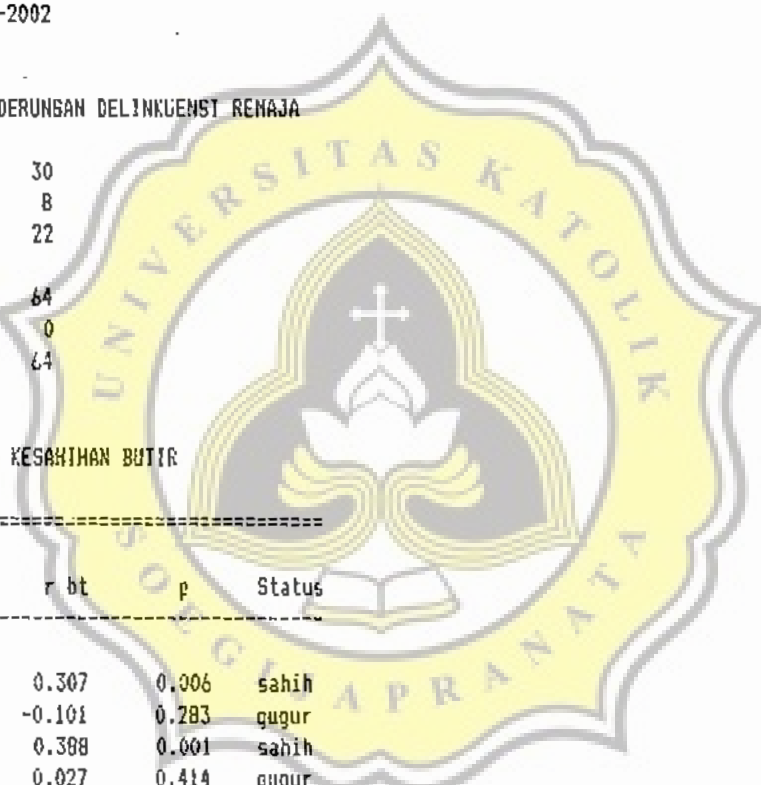 -2002
DERUNGAN DELINKUENSI REMAJA
30
8
22
64
0
64
KESAHIHAN BUTIR
r bt p Status
0.307 0.006 sahih
-0.101 0.283 gugur
0.388 0.001 sahih
0.027 0.414 gugur
UNIVERSITAS KATOLIK
SOEGIJAPRANATA